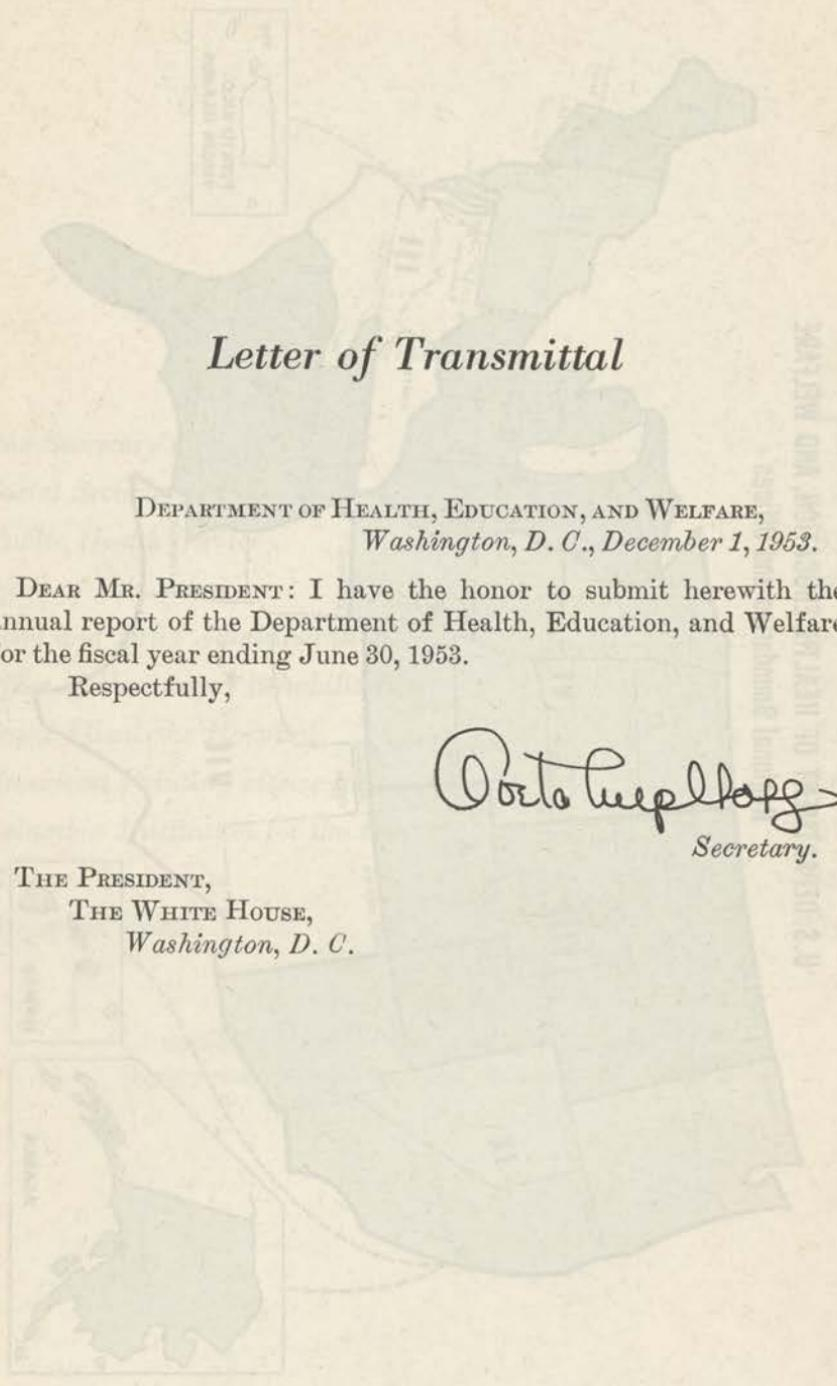 Letter of Transmittal
DEPARTMENT OF HEALTH, EDUCATION, AND WELFARE,
Washington, D. C., December 1, 1953.
DEAR MR. PRESIDENT: I have the honor to submit herewith the
nnual report of the Department of Health, Education, and Welfare
or the fiscal year ending June 30, 1953.
Respectfully,
Secretary.
THE PRESIDENT,
THE WHITE HOUSE,
Washington, D. C.